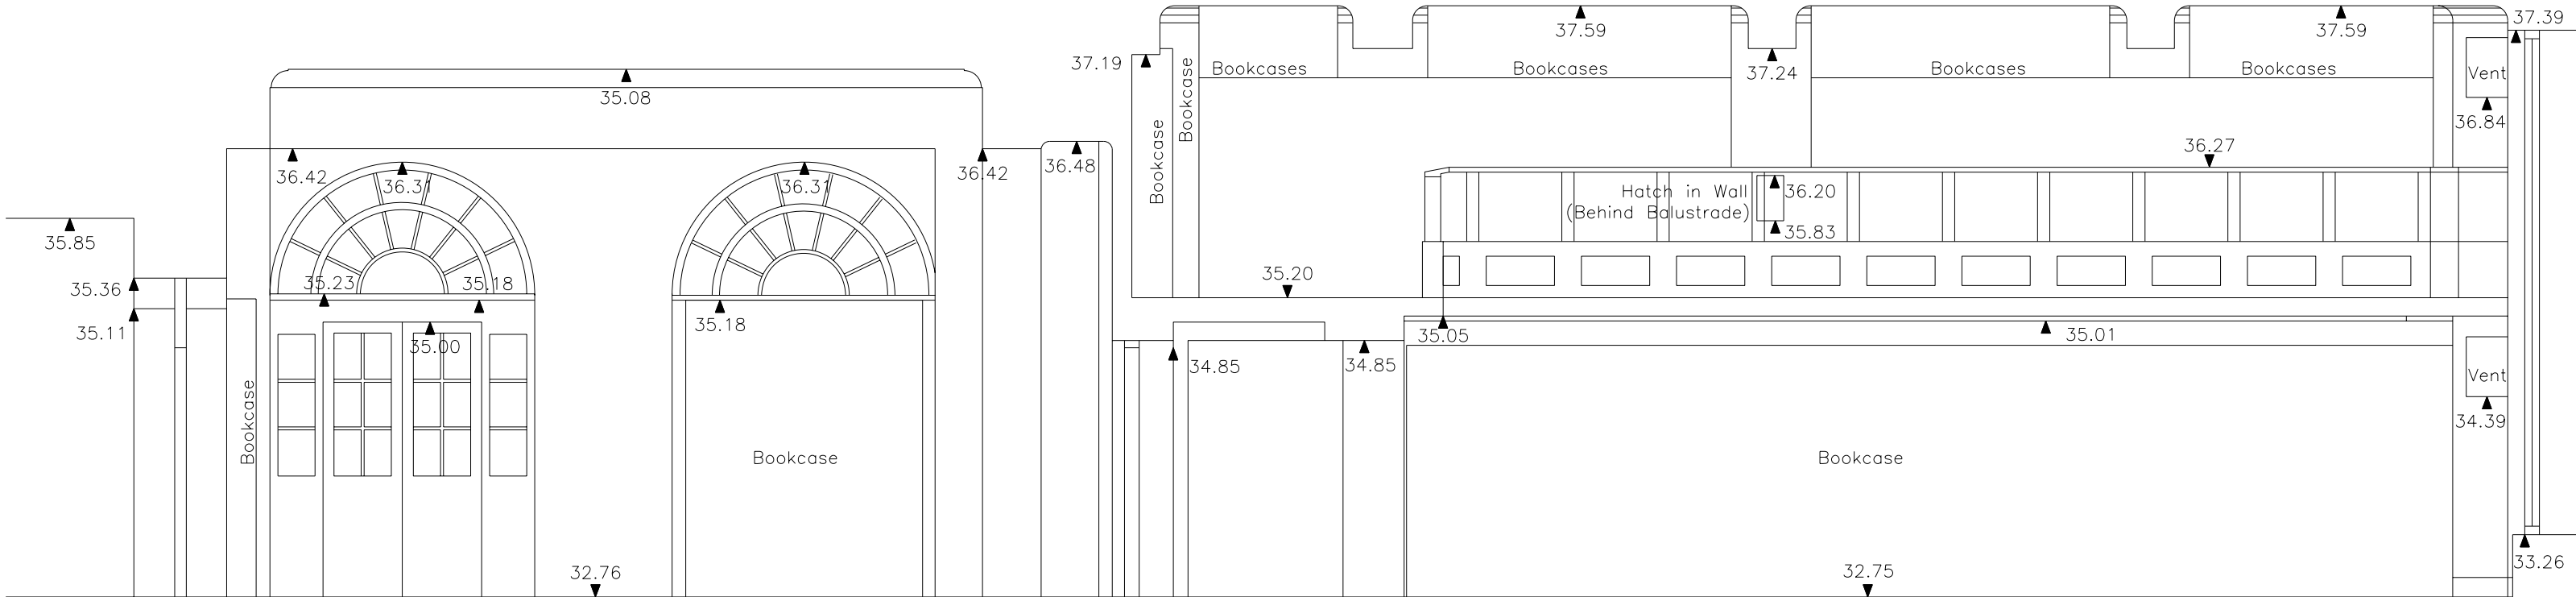 37.59
37.59
37.39
37.19
Bookcase
Bookcases
Bookcases
37.24
Bookcases
Bookcases
Vent
35.08
36.84
Bookcase
36.42
36.31
36.31
36.42
36.48
36.27
Hatch in Wall
(Behind Balustrade)
36.20
35.83
35.85
35.36
35.23
35.18
35.20
35.11
35.18
35.00
35.05
35.01
34.85
34.85
Vent
34.39
Bookcase
Bookcase
Bookcase
32.76
32.75
33.26